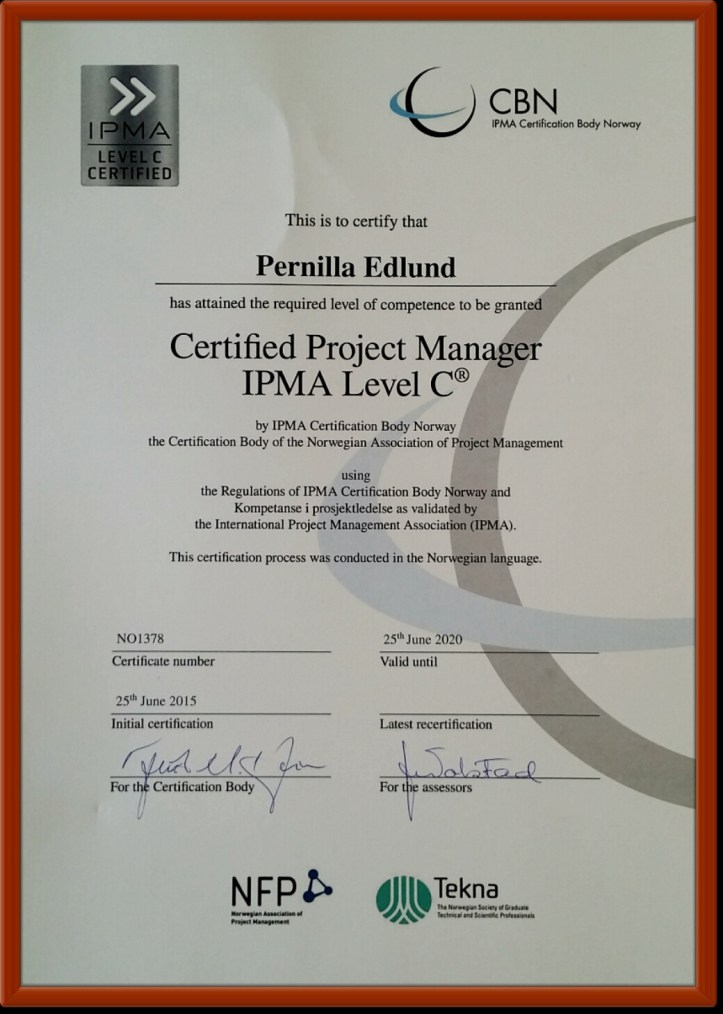 IPMA
LEVEL C
CERTIFIED
CBN
IPMA Certification Body Norway
This is to certify that
Pernilla Edlund
has attained the required level of competence to be granted
Certified Project Manager
IPMA Level C®
by IPMA Certification Body Norway
the Certification Body of the Norwegian Association of Project Management
using
the Regulations of IPMA Certification Body Norway and
Kompetanse i prosjektledelse as validated by
the International Project Management Association (IPMA).
This certification process was conducted in the Norwegian language.
NO1378
Certificate number
25th June 2020
Valid until
25th June 2015
Initial certification
Latest recertification
For the Certification Body
For the assessors
NFP
Norwegian Association of
Project Management
Tekna
The Norwegian Society of Graduate
Technical and Scientific Professionals